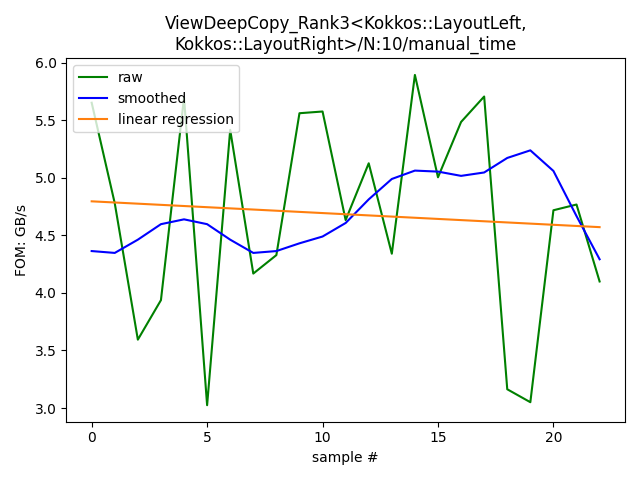 ViewDeepCopy_Rank3<Kokkos::LayoutLeft,
Kokkos::LayoutRight>/N:10/manual_time
raw
smoothed
linear regression
FOM: GB/s
6.0
5.5
5.0
4.5
4.0
3.5
3.0
0
5
10
15
20
sample #